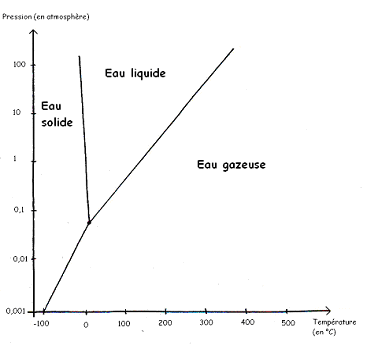 Pression (en atmosphère)
100
Eau liquide
Eau
solide
10
1
Eau gazeuse
0,1
0,01
0,001
-100
0
100
200
300
400
500
Température
(en °C)